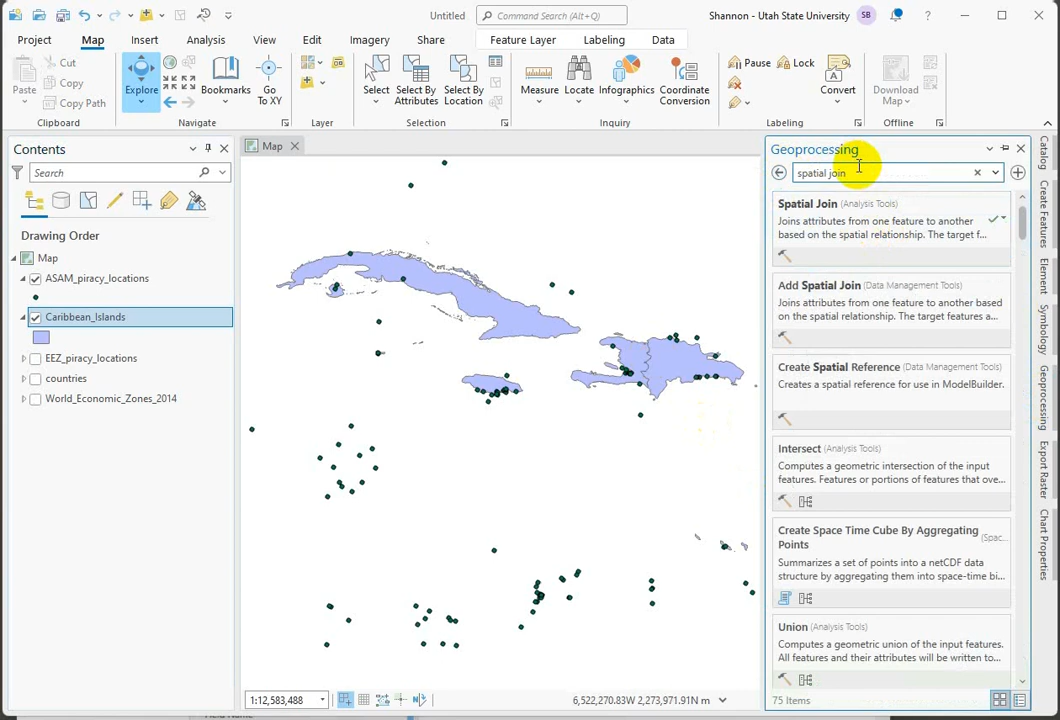 Untitled
Command Search (Alt+Q)
Shannon - Utah State University
SB
?
Project
Map
Insert
Analysis
View
Edit
Imagery
Share
Feature Layer
Labeling
Data
Paste
Cut
Copy
Copy Path
Clipboard
Explore
Bookmarks
Go
To XY
Navigate
Layer
Select
Select By
Attributes
Select By
Location
Selection
Measure
Locate
Infographics
Coordinate
Conversion
Inquiry
Pause
Lock
Convert
Labeling
Download
Map
Offline
Contents
Search
Drawing Order
Map
ASAM_piracy_locations
Caribbean_Islands
EEZ_piracy_locations
countries
World_Economic_Zones_2014
Map
1:12,583,488
6,522,270.83W 2,273,971.91N m
Geoprocessing
spatial join
Spatial Join (Analysis Tools)
Joins attributes from one feature to another
based on the spatial relationship. The target f...
Add Spatial Join (Data Management Tools)
Joins attributes from one feature to another based
on the spatial relationship. The target features a...
Create Spatial Reference (Data Management Tools)
Creates a spatial reference for use in ModelBuilder.
Intersect (Analysis Tools)
Computes a geometric intersection of the input
features. Features or portions of features that ove...
Create Space Time Cube By Aggregating
Points (Spac...
Summarizes a set of points into a netCDF data
structure by aggregating them into space-time bi...
Union (Analysis Tools)
Computes a geometric union of the input features.
All features and their attributes will be written to...
75 Items
Catalog
Create Features
Element
Symbology
Geoprocessing
Export Raster
Chart Properties